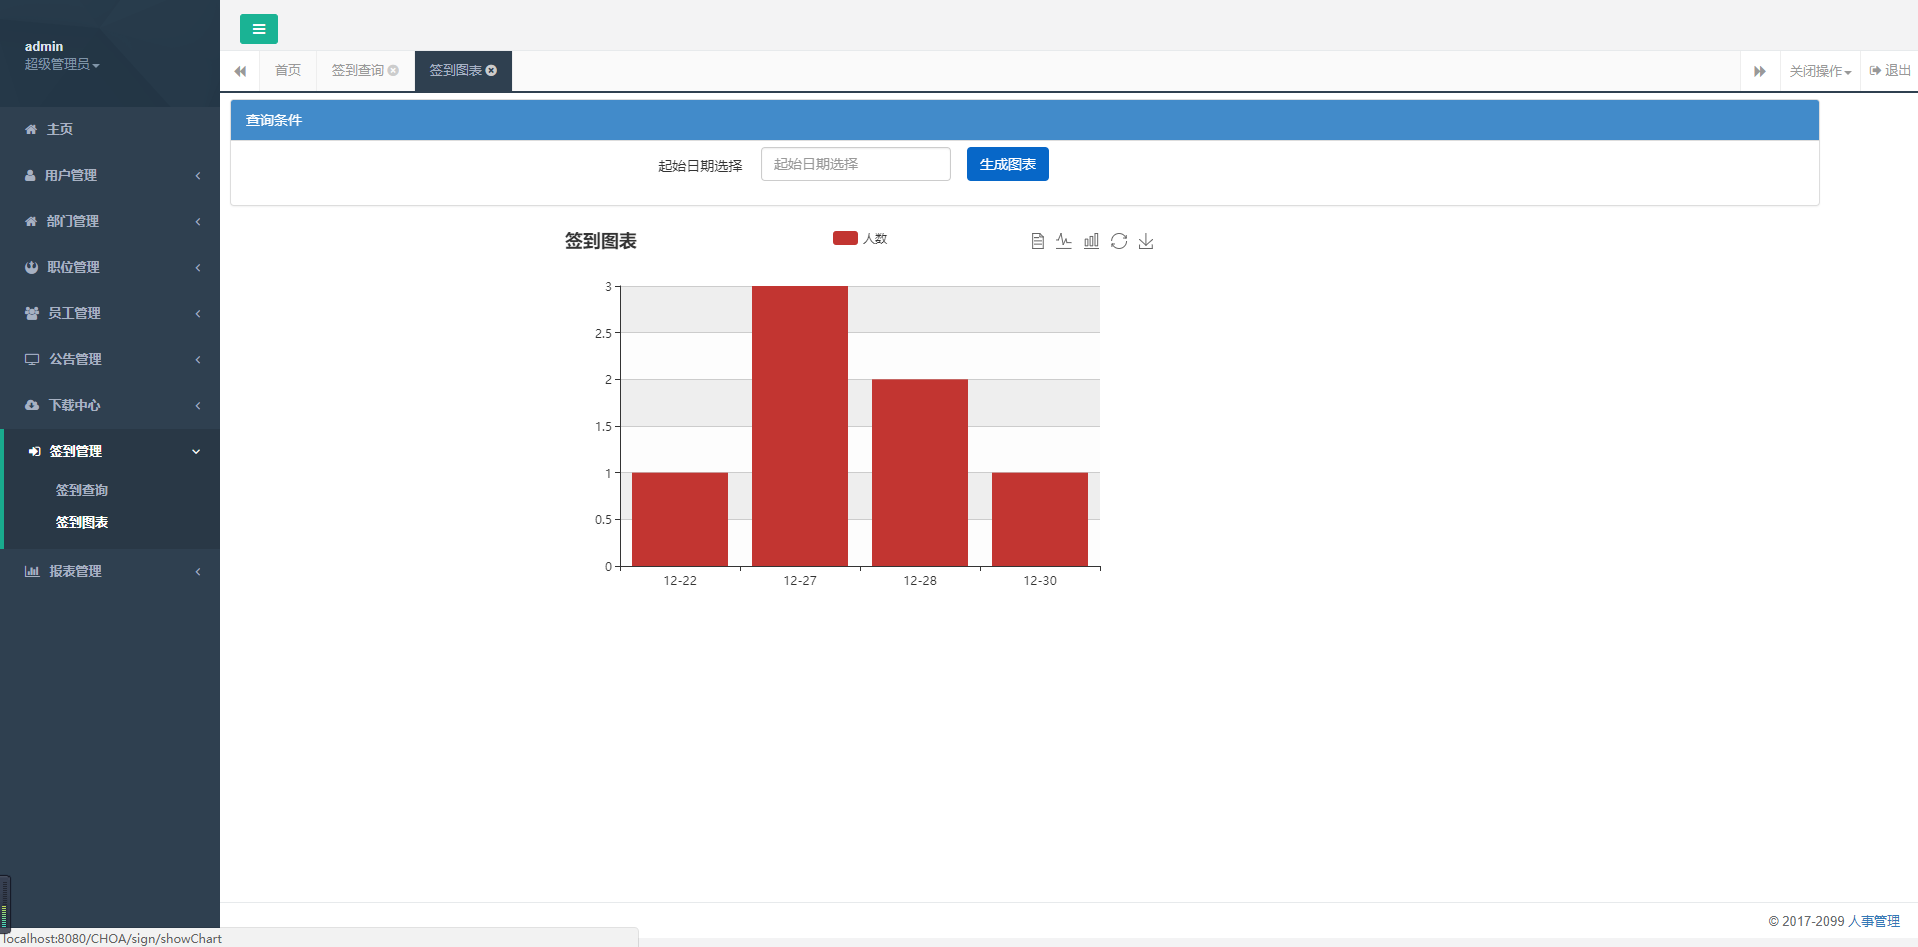 admin
超级管理员
主页
用户管理
部门管理
职位管理
员工管理
公告管理
下载中心
签到管理
签到查询
签到图表
报表管理
首页
签到查询
签到图表
关闭操作
退出
查询条件
起始日期选择
起始日期选择
生成图表
签到图表
人数
3
2.5
2
1.5
1
0.5
0
12-22
12-27
12-28
12-30
© 2017-2099 人事管理
localhost:8080/CHOA/sign/showChart